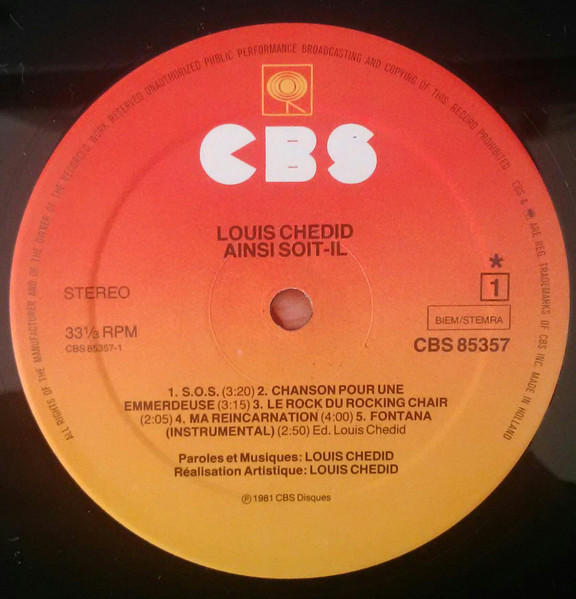 ALL RIGHTS OF THE MANUFACTURER AND OF THE OWNER OF THE RECORDED WORK RESERVED UNAUTHORIZED PUBLIC PERFORMANCE BROADCASTING AND COPYING OF THIS RECORD PROHIBITED CBS & ARE REG. TRADEMARKS OF CBS INC. MADE IN HOLLAND
CBS
LOUIS CHEDID
AINSI SOIT-IL
STEREO
* 1
33⅓ RPM
BIEM/STEMRA
CBS 85357-1
CBS 85357
1. S.O.S. (3:20) 2. CHANSON POUR UNE
EMMERDEUSE (3:15) 3. LE ROCK DU ROCKING CHAIR
(2:05) 4. MA REINCARNATION (4:00) 5. FONTANA
(INSTRUMENTAL) (2:50) Ed. Louis Chedid
Paroles et Musiques: LOUIS CHEDID
Réalisation Artistique: LOUIS CHEDID
℗ 1981 CBS Disques